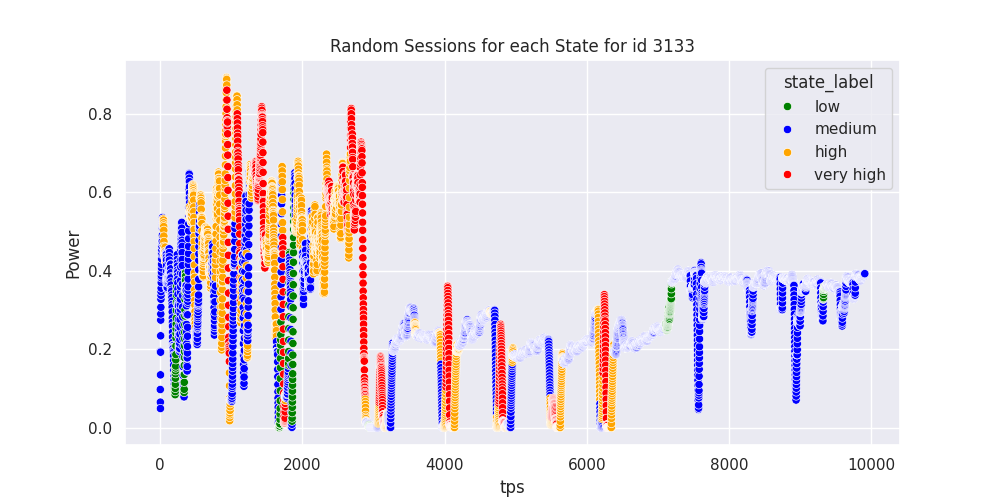 Random Sessions for each State for id 3133
state_label
low
medium
high
very high
Power
0.8
0.6
0.4
0.2
0.0
0
2000
4000
6000
8000
10000
tps